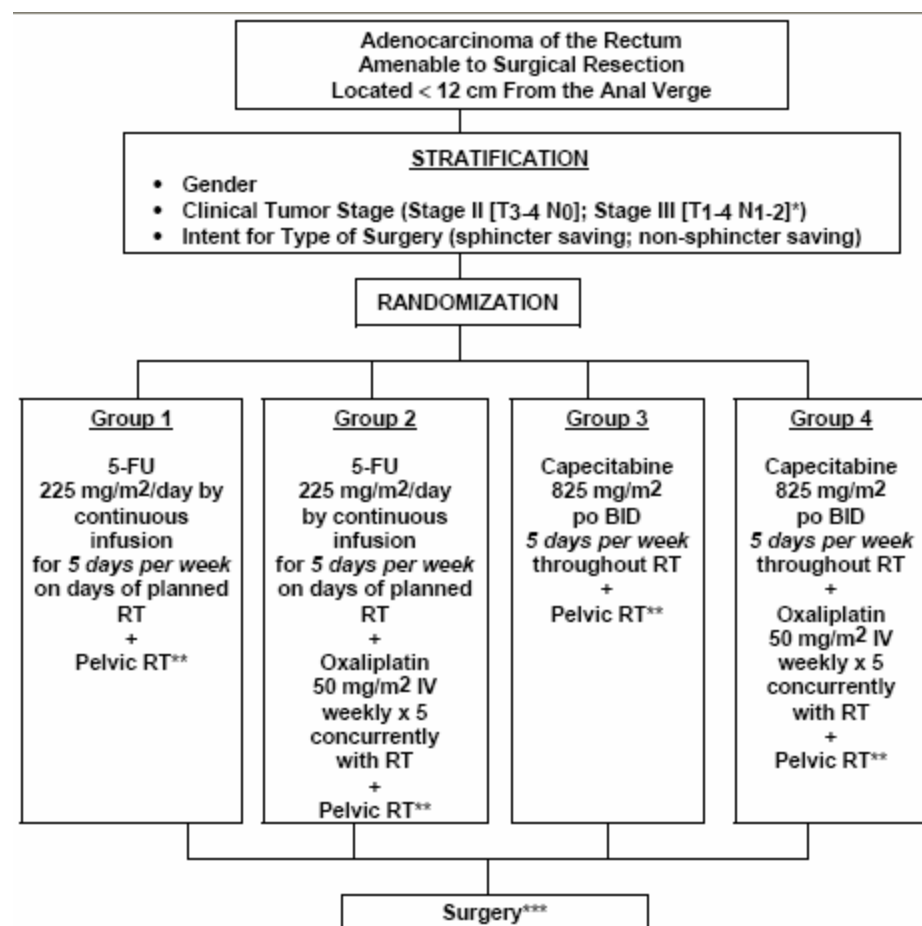 Adenocarcinoma of the Rectum
Amenable to Surgical Resection
Located < 12 cm From the Anal Verge
STRATIFICATION
• Gender
• Clinical Tumor Stage (Stage II [T3-4 N0]; Stage III [T1-4 N1-2]*)
• Intent for Type of Surgery (sphincter saving; non-sphincter saving)
RANDOMIZATION
Group 1
5-FU
225 mg/m2/day by
continuous
infusion
for 5 days per week
on days of planned
RT
+
Pelvic RT**
Group 2
5-FU
225 mg/m2/day
by continuous
infusion
for 5 days per week
on days of planned
RT
+
Oxaliplatin
50 mg/m2 IV
weekly x 5
concurrently
with RT
+
Pelvic RT**
Group 3
Capecitabine
825 mg/m2
po BID
5 days per week
throughout RT
+
Pelvic RT**
Group 4
Capecitabine
825 mg/m2
po BID
5 days per week
throughout RT
+
Oxaliplatin
50 mg/m2 IV
weekly x 5
concurrently
with RT
+
Pelvic RT**
Surgery***